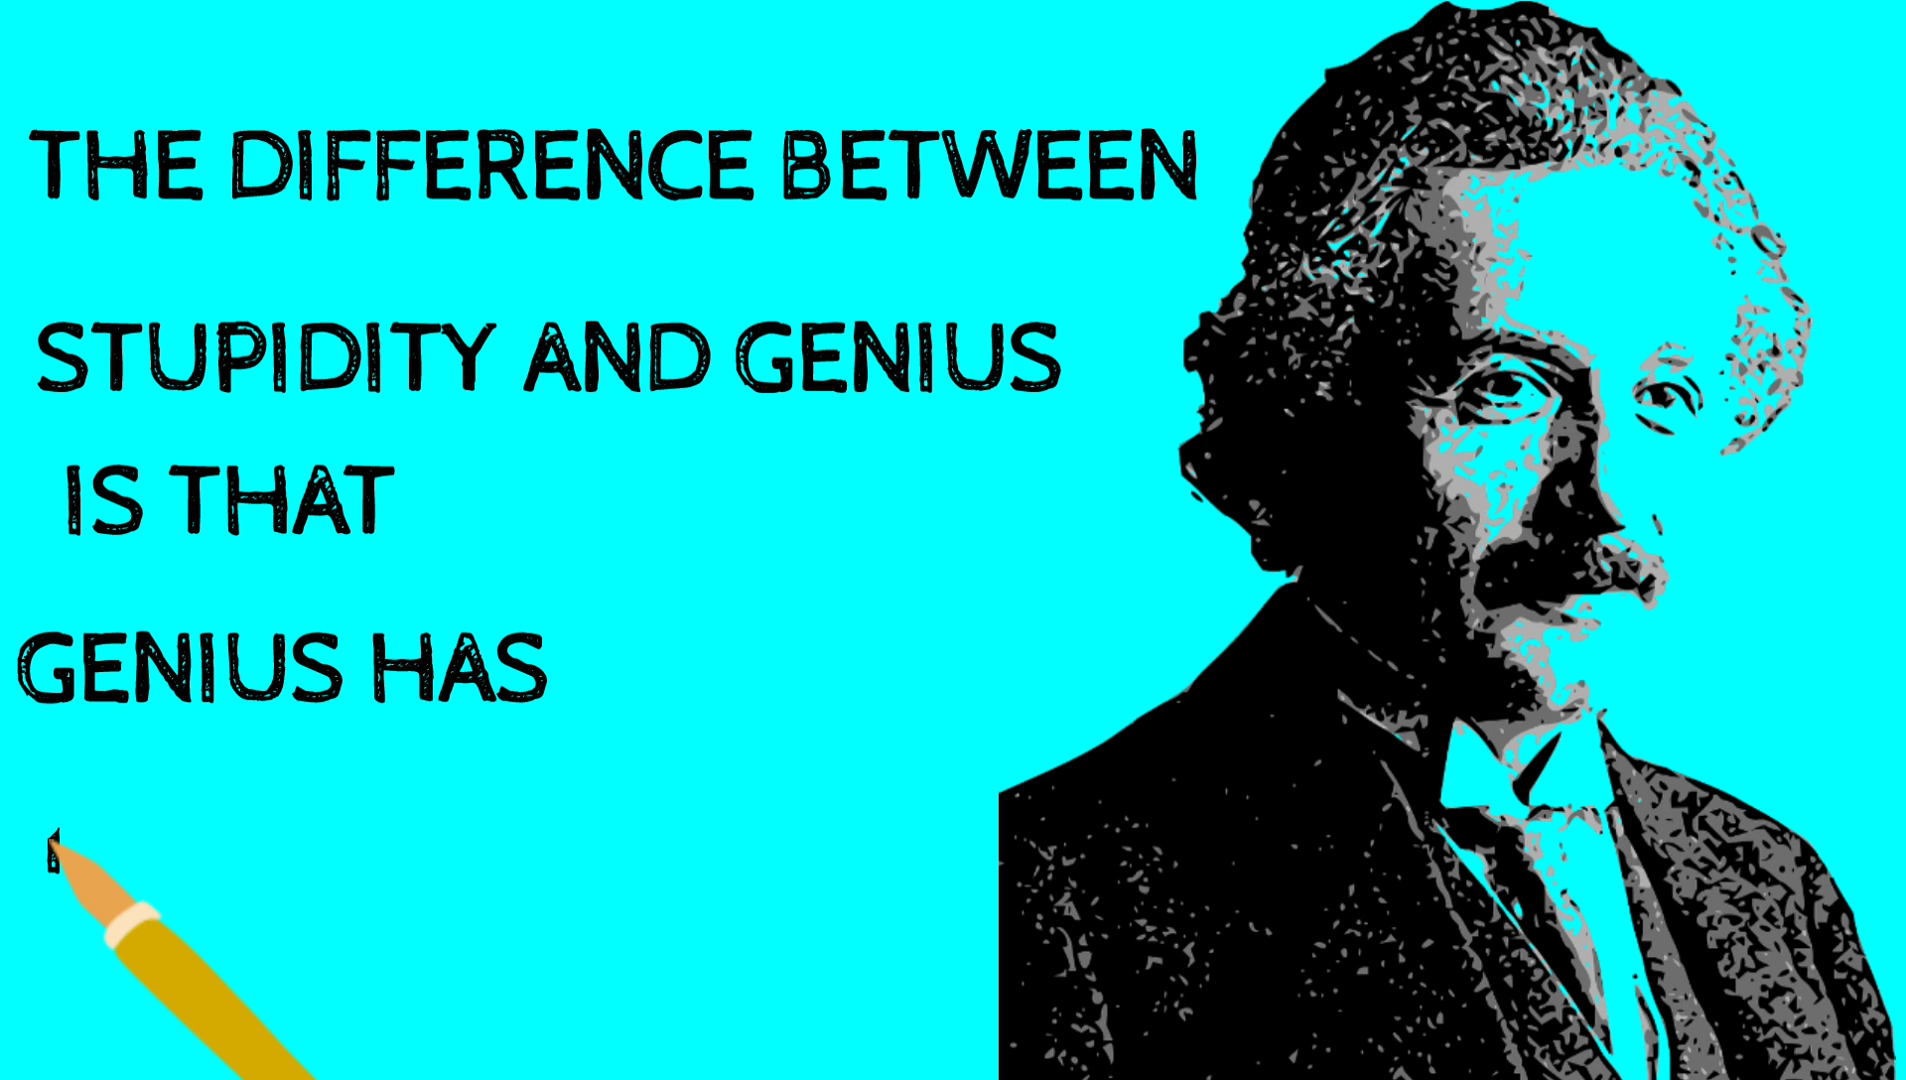 THE DIFFERENCE BETWEEN
STUPIDITY AND GENIUS
IS THAT
GENIUS HAS